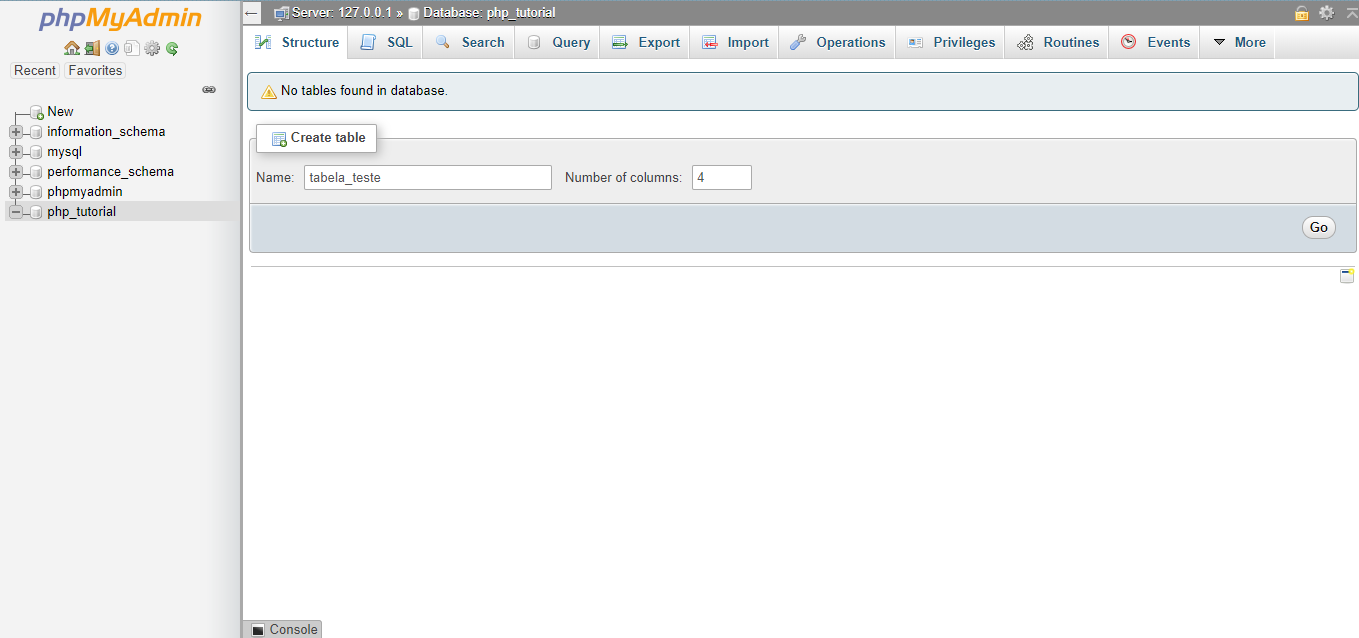 phpMyAdmin
Recent Favorites
New
information_schema
mysql
performance_schema
phpmyadmin
php_tutorial
Server: 127.0.0.1 » Database: php_tutorial
Structure SQL Search Query Export Import Operations Privileges Routines Events More
No tables found in database.
Create table
Name: tabela_teste Number of columns: 4
Go
Console